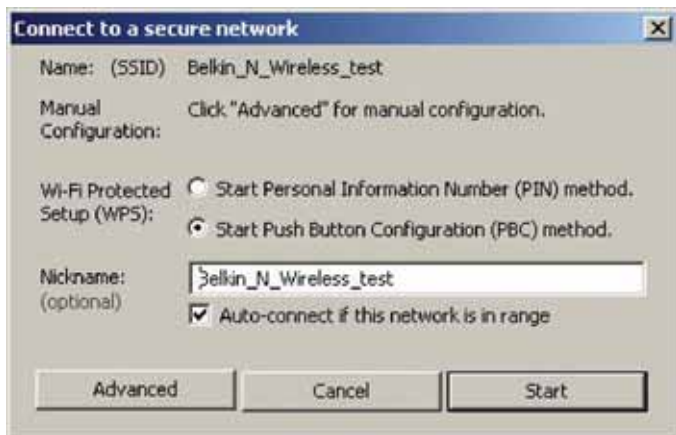 Connect to a secure network
Name: (SSID) Belkin_N_Wireless_test
Manual Configuration: Click "Advanced" for manual configuration.
Wi-Fi Protected Setup (WPS):
Start Personal Information Number (PIN) method.
Start Push Button Configuration (PBC) method.
Nickname: (optional)
Belkin_N_Wireless_test
Auto-connect if this network is in range
Advanced Cancel Start